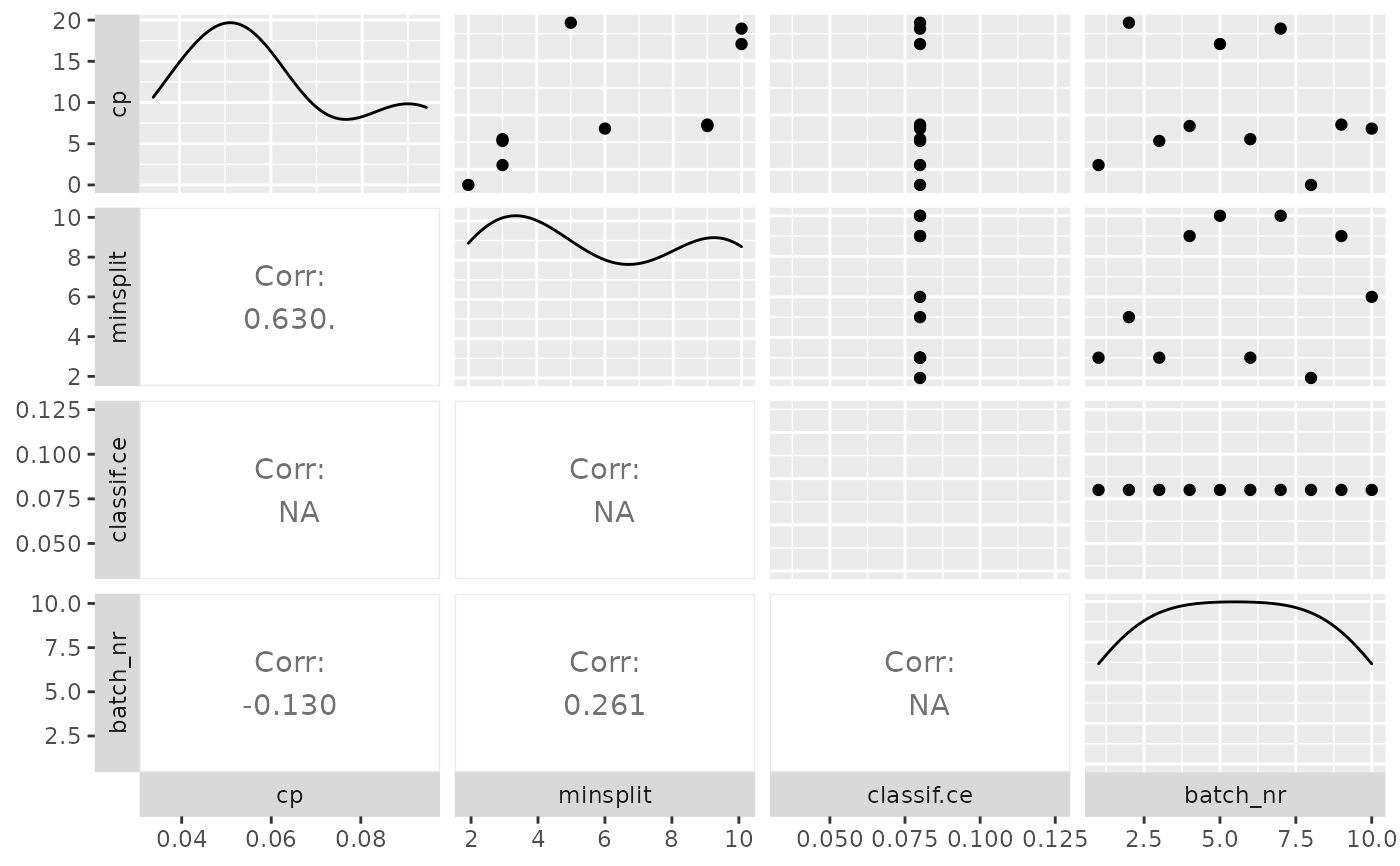 20
15
10
5
0
cp
10
8
6
4
2
minsplit
Corr:
0.630.
0.125
0.100
0.075
0.050
classif.ce
Corr:
NA
Corr:
NA
10.0
7.5
5.0
2.5
batch_nr
Corr:
-0.130
Corr:
0.261
Corr:
NA
cp minsplit classif.ce batch_nr
0.04 0.06 0.08 2 4 6 8 10 0.050 0.075 0.100 0.125 2.5 5.0 7.5 10.0